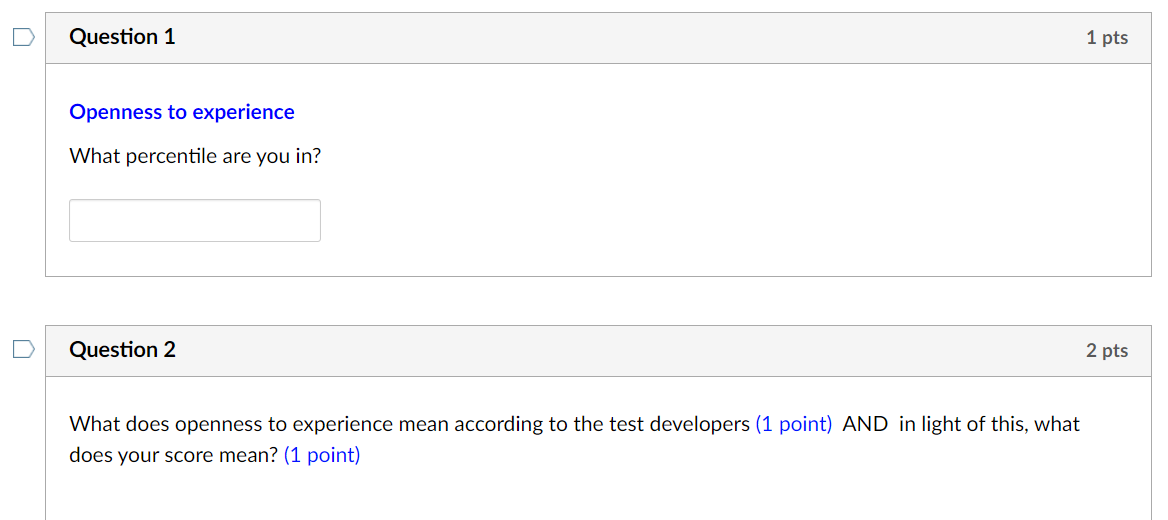 Question 1
1 pts
Openness to experience
What percentile are you in?
Question 2
2 pts
What does openness to experience mean according to the test developers (1 point) AND in light of this, what
does your score mean? (1 point)